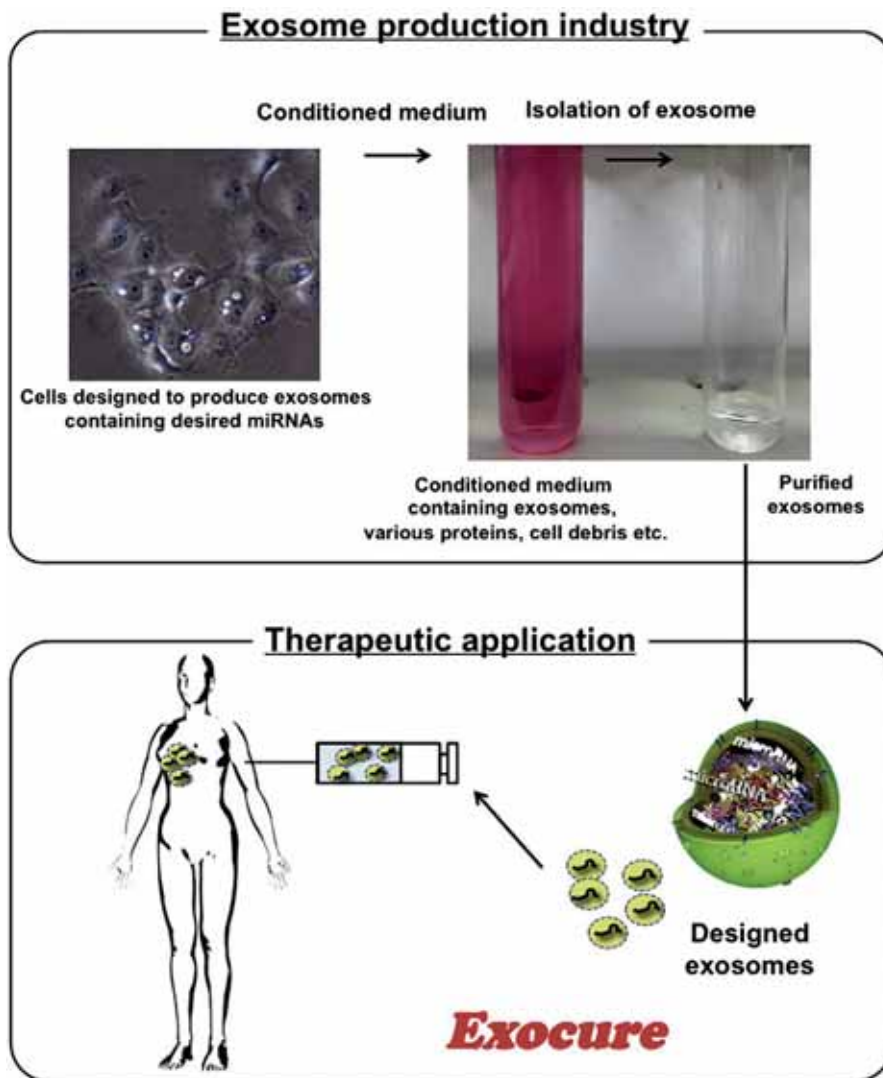 Exosome production industry
Conditioned medium
Isolation of exosome
Cells designed to produce exosomes
containing desired miRNAs
Conditioned medium
containing exosomes,
various proteins, cell debris etc.
Purified
exosomes
Therapeutic application
microRNA
Designed
exosomes
Exocure